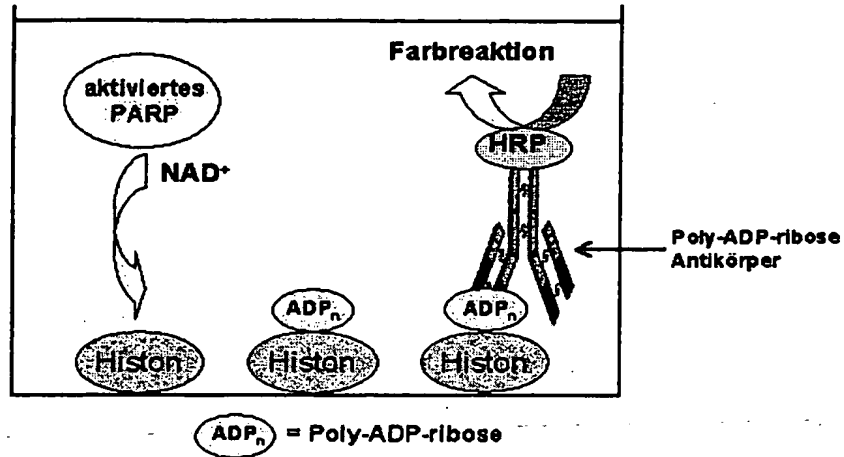 Farbreaktion
aktiviertes
PARP
HRP
NAD⁺
Poly-ADP-ribose
Antikörper
ADPₙ
ADPₙ
Histon
Histon
Histon
ADPₙ = Poly-ADP-ribose